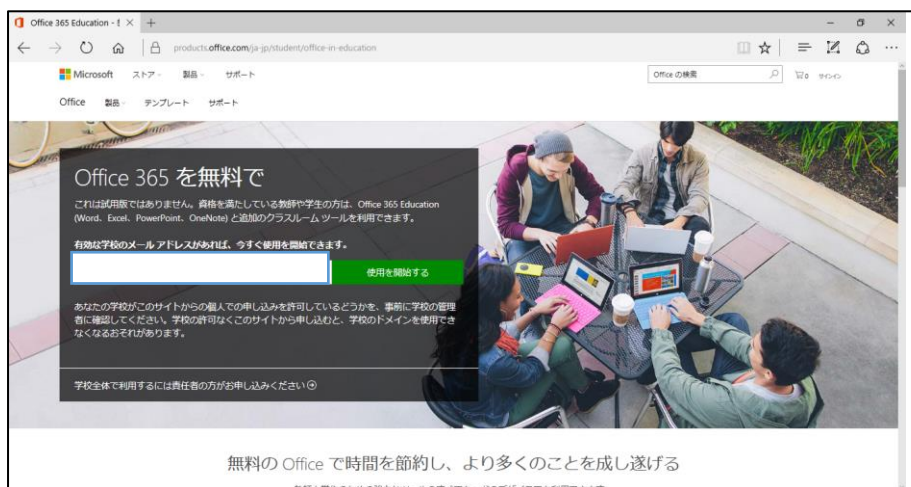 Office 365 Education - E
products.office.com/ja-jp/student/office-in-education
Microsoft ストア 製品 サポート
Office の検索
0 サインイン
Office 製品 テンプレート サポート
Office 365 を無料で
これは試用版ではありません。資格を満たしている教師や学生の方は、Office 365 Education
(Word、Excel、PowerPoint、OneNote) と追加のクラスルーム ツールを利用できます。
有効な学校のメール アドレスがあれば、今すぐ使用を開始できます。
使用を開始する
あなたの学校がこのサイトからの個人での申し込みを許可しているどうかを、事前に学校の管理
者に確認してください。学校の許可なくこのサイトから申し込むと、学校のドメインを使用でき
なくなるおそれがあります。
学校全体で利用するには責任者の方がお申し込みください
無料の Office で時間を節約し、より多くのことを成し遂げる